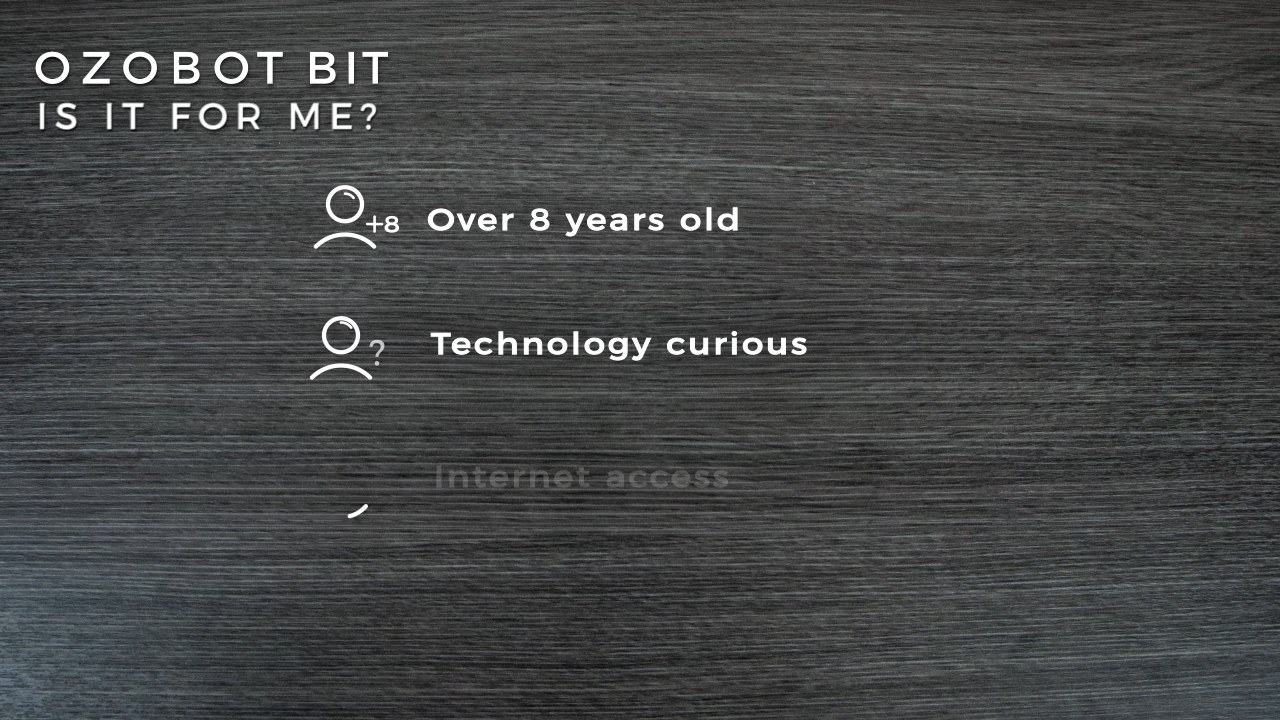 OZOBOT BIT
IS IT FOR ME?
+8 Over 8 years old
? Technology curious
Internet access